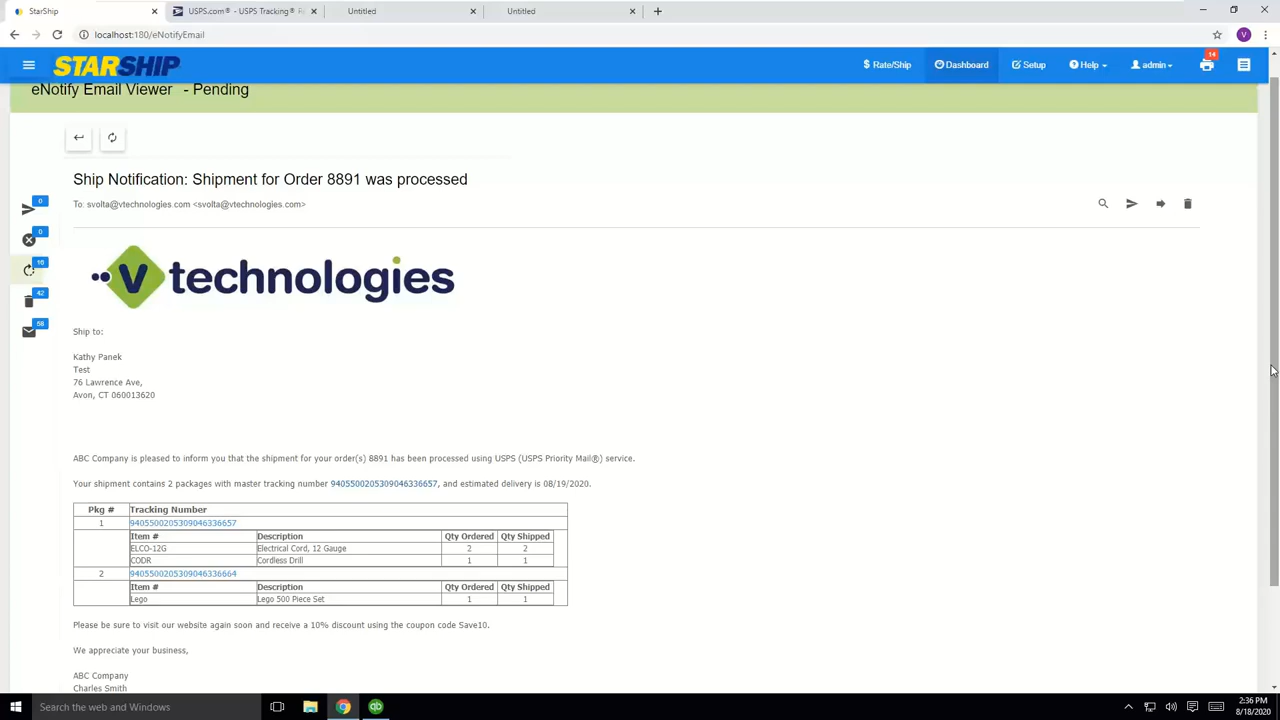 StarShip
USPS.com® - USPS Tracking® Re
Untitled
Untitled
localhost:180/eNotifyEmail
V
STARSHIP
$ Rate/Ship
Dashboard
Setup
Help
admin
14
eNotify Email Viewer - Pending
0
0
16
42
58
Ship Notification: Shipment for Order 8891 was processed
To: svolta@vtechnologies.com <svolta@vtechnologies.com>
V technologies
Ship to:
Kathy Panek
Test
76 Lawrence Ave,
Avon, CT 060013620
ABC Company is pleased to inform you that the shipment for your order(s) 8891 has been processed using USPS (USPS Priority Mail®) service.
Your shipment contains 2 packages with master tracking number 9405500205309046336657, and estimated delivery is 08/19/2020.
Pkg # Tracking Number
1 9405500205309046336657
Item # Description Qty Ordered Qty Shipped
ELCO-12G Electrical Cord, 12 Gauge 2 2
CODR Cordless Drill 1 1
2 9405500205309046336664
Item # Description Qty Ordered Qty Shipped
Lego Lego 500 Piece Set 1 1
Please be sure to visit our website again soon and receive a 10% discount using the coupon code Save10.
We appreciate your business,
ABC Company
Charles Smith
Search the web and Windows
qb
2:36 PM
8/18/2020